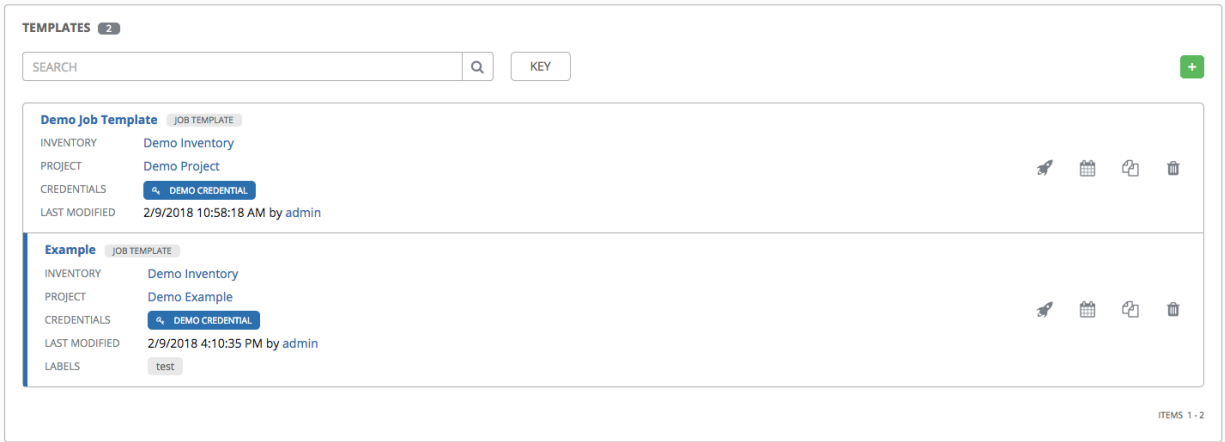 TEMPLATES 2
SEARCH KEY +
Demo Job Template JOB TEMPLATE
INVENTORY Demo Inventory
PROJECT Demo Project
CREDENTIALS DEMO CREDENTIAL
LAST MODIFIED 2/9/2018 10:58:18 AM by admin
Example JOB TEMPLATE
INVENTORY Demo Inventory
PROJECT Demo Example
CREDENTIALS DEMO CREDENTIAL
LAST MODIFIED 2/9/2018 4:10:35 PM by admin
LABELS test
ITEMS 1 - 2